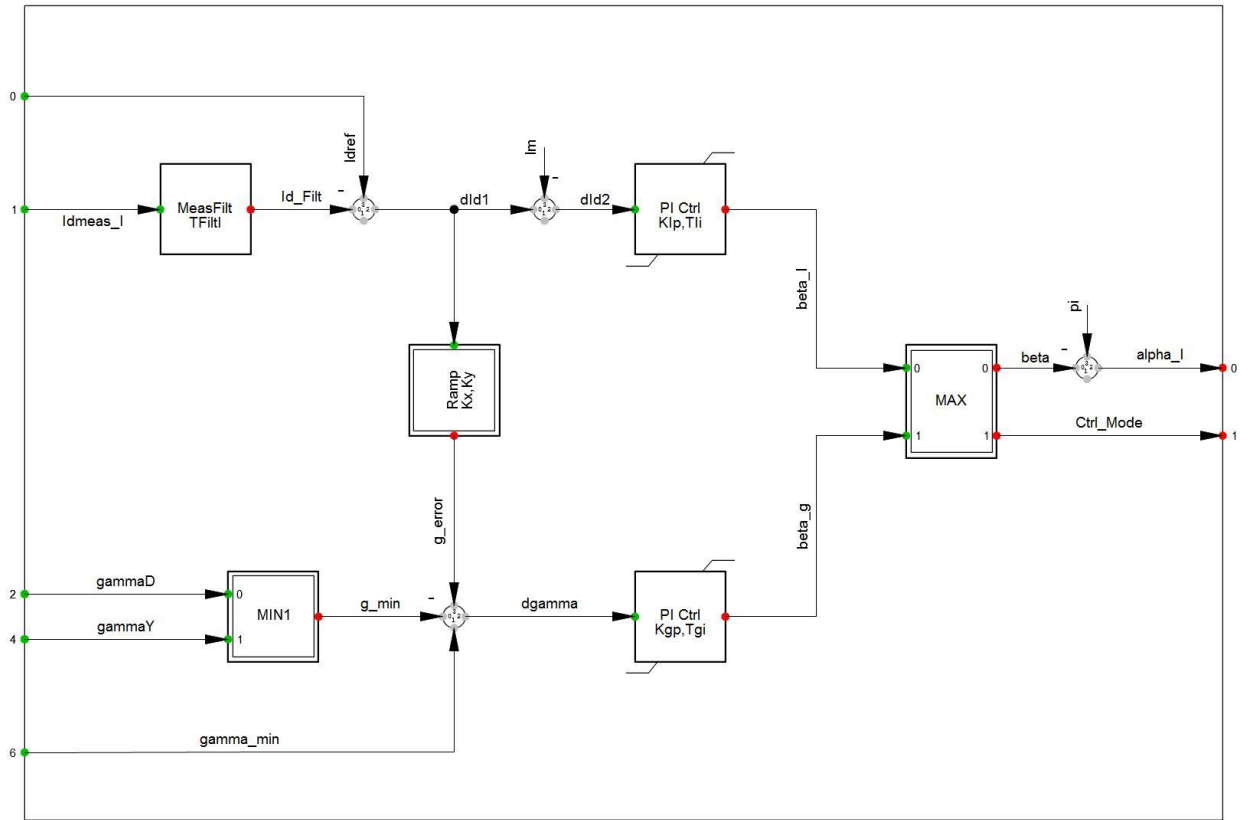 0
Idref
Im
1
Idmeas_I
MeasFilt
TFiltI
Id_Filt
-
dId1
-
dId2
PI Ctrl
KIp,TIi
beta_I
Ramp
Kx,Ky
g_error
pi
0
1
MAX
0
1
beta
-
alpha_I
0
Ctrl_Mode
1
beta_g
2
gammaD
4
gammaY
0
1
MIN1
g_min
-
dgamma
PI Ctrl
Kgp,Tgi
6
gamma_min